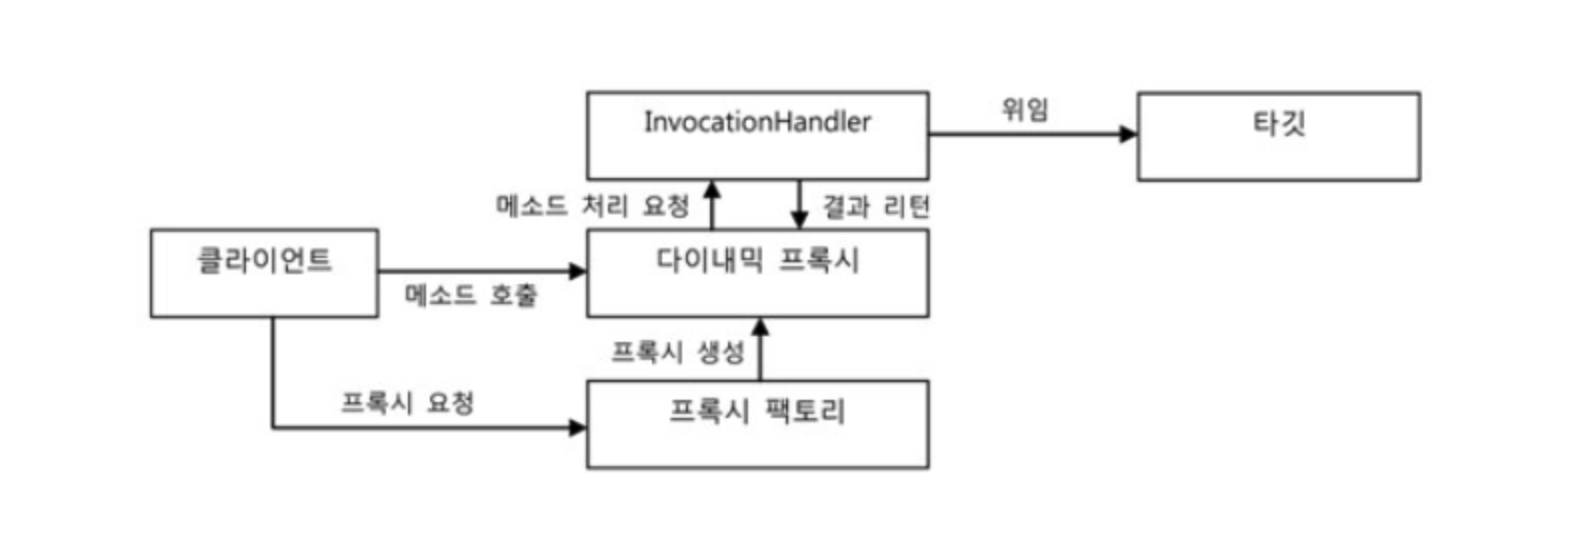 InvocationHandler
위임
타깃
메소드 처리 요청
결과 리턴
클라이언트
메소드 호출
다이내믹 프록시
프록시 생성
프록시 요청
프록시 팩토리